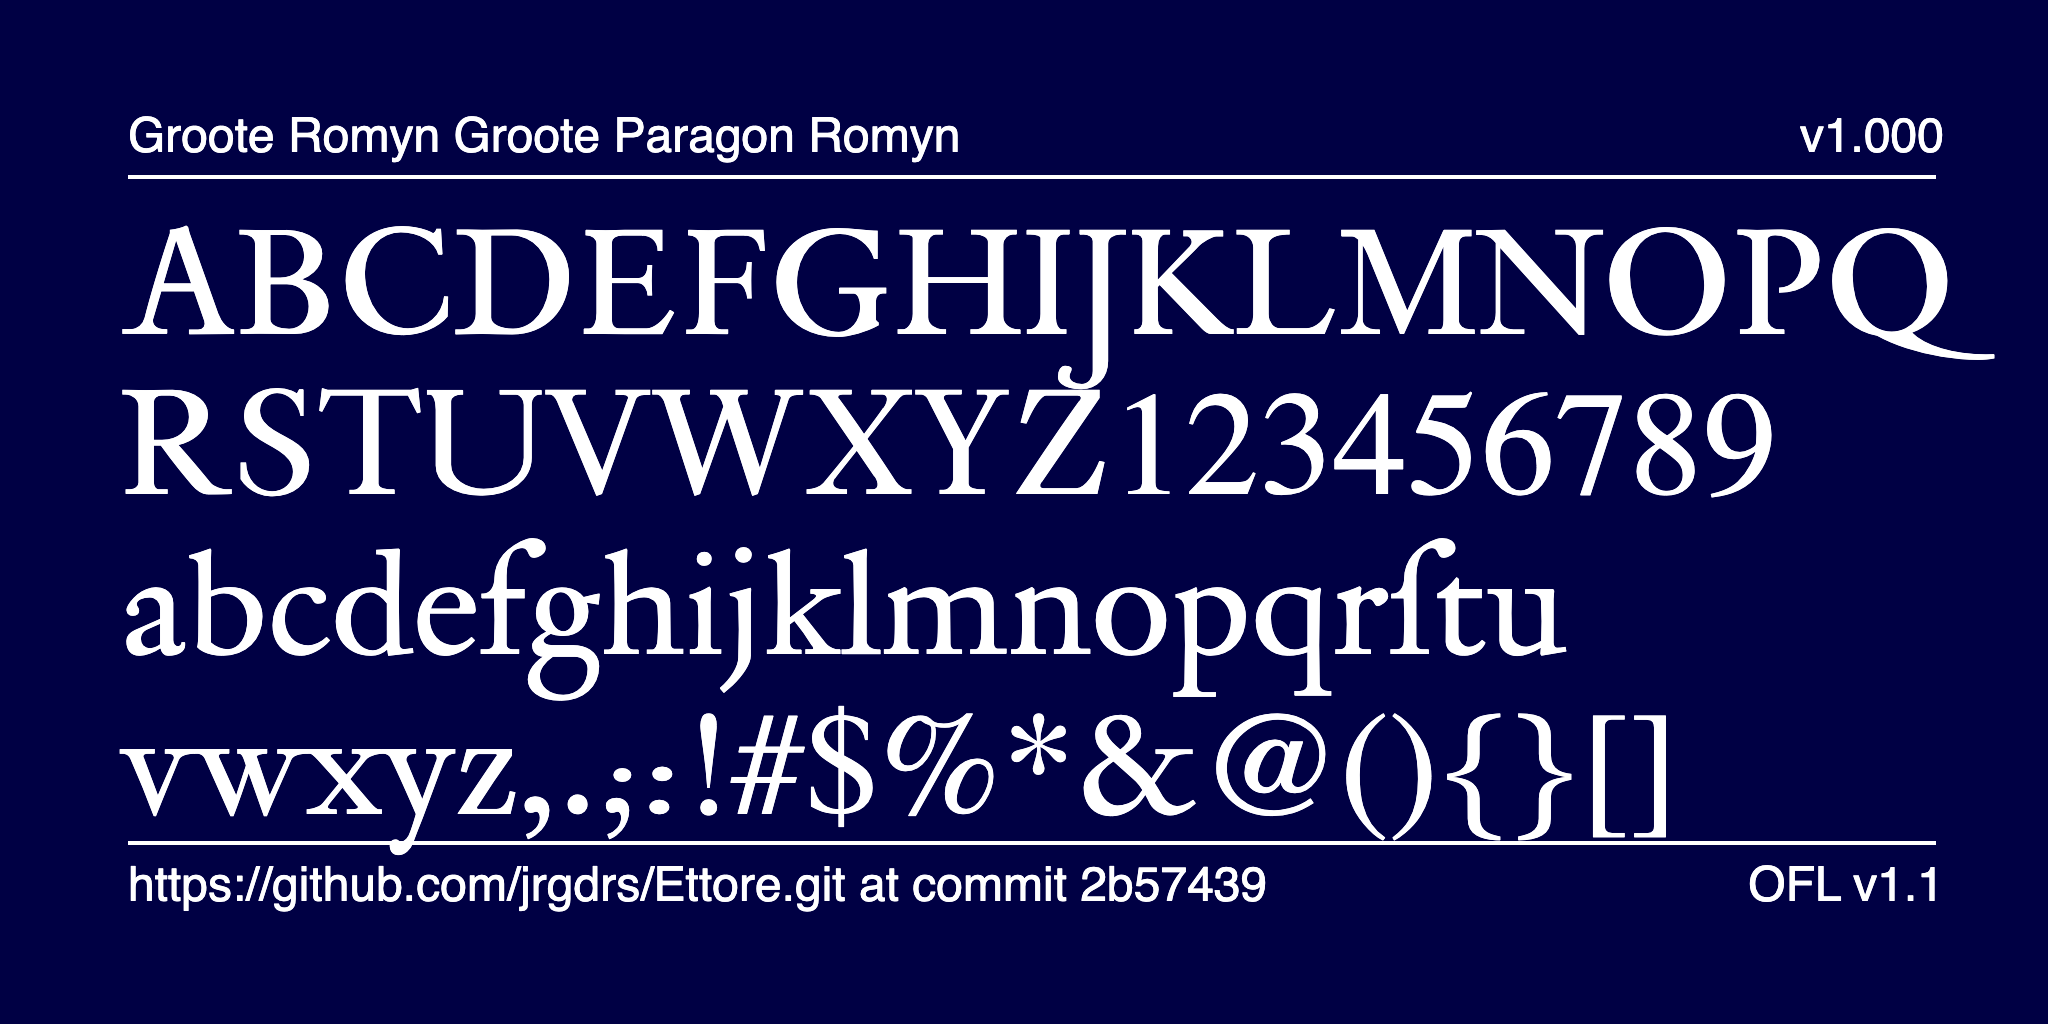 Groote Romyn Groote Paragon Romyn v1.000
ABCDEFGHIJKLMNOPQ
RSTUVWXYZ123456789
abcdefghijklmnopqrſtu
vwxyz,.;:!#$%*&@(){}[]
https://github.com/jrgdrs/Ettore.git at commit 2b57439 OFL v1.1